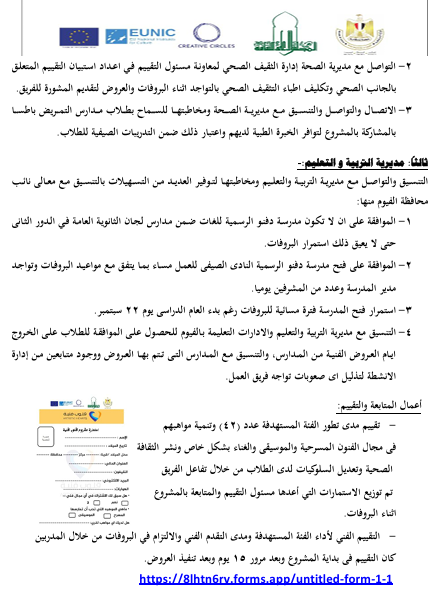 EUNIC
CREATIVE CIRCLES
٢- التواصل مع مديرية الصحة إدارة التقيف الصحي لمعاونة مسئول التقييم في اعداد استبيان التقييم المتعلق
بالجانب الصحي وتكليف اطباء التثقيف الصحي بالتواجد اثناء البروفات والعروض لتقديم المشورة للفريق.
٣- الاتصال والتواصل والتنسيق مع مديرية الصحة ومخاطبتها للسماح بطلاب مدارس التمريض باطسا
بالمشاركة بالمشروع لتوافر الخبرة الطبية لديهم واعتبار ذلك ضمن التدريبات الصيفية للطلاب.
ثالثاً: مديرية التربية و التعليم:-
التنسيق والتواصل مع مديرية التربية والتعليم ومخاطبتها لتوفير العديد من التسهيلات بالتنسيق مع معالى نائب
محافظة الفيوم منها:
١- الموافقة على ان لا تكون مدرسة دفنو الرسمية للغات ضمن مدارس لجان الثانوية العامة في الدور الثانى
حتى لا يعيق ذلك استمرار البروفات.
٢- الموافقة على فتح مدرسة دفنو الرسمية النادى الصيفى للعمل مساء بما يتفق مع مواعيد البروفات وتواجد
مدير المدرسة وعدد من المشرفين يوميا.
٣- استمرار فتح المدرسة فترة مسائية للبروفات رغم بدء العام الدراسى يوم ٢٢ سبتمبر.
٤- التنسيق مع مديرية التربية والتعليم والادارات التعليمة بالفيوم للحصول على الموافقة للطلاب على الخروج
ايام العروض الفنية من المدارس، والتنسيق مع المدارس التى تتم بها العروض ووجود متابعين من إدارة
الانشطة لتذليل اى صعوبات تواجه فريق العمل.
أعمال المتابعة والتقييم:
- تقييم مدى تطور الفئة المستهدفة عدد (٤٢) وتنمية مواهبهم
فى مجال الفنون المسرحية والموسيقى والغناء بشكل خاص ونشر الثقافة
الصحية وتعديل السلوكيات لدى الطلاب من خلال تفاعل الفريق
تم توزيع الاستمارات التي أعدها مسئول التقييم والمتابعة بالمشروع
اثناء البروفات.
- التقييم الفني لأداء الفئة المستهدفة ومدى التقدم الفني والالتزام في البروفات من خلال المدربين
كان التقييم فى بداية المشروع وبعد مرور ١٥ يوم وبعد تنفيذ العروض.
https://8lhtn6rv.forms.app/untitled-form-1-1